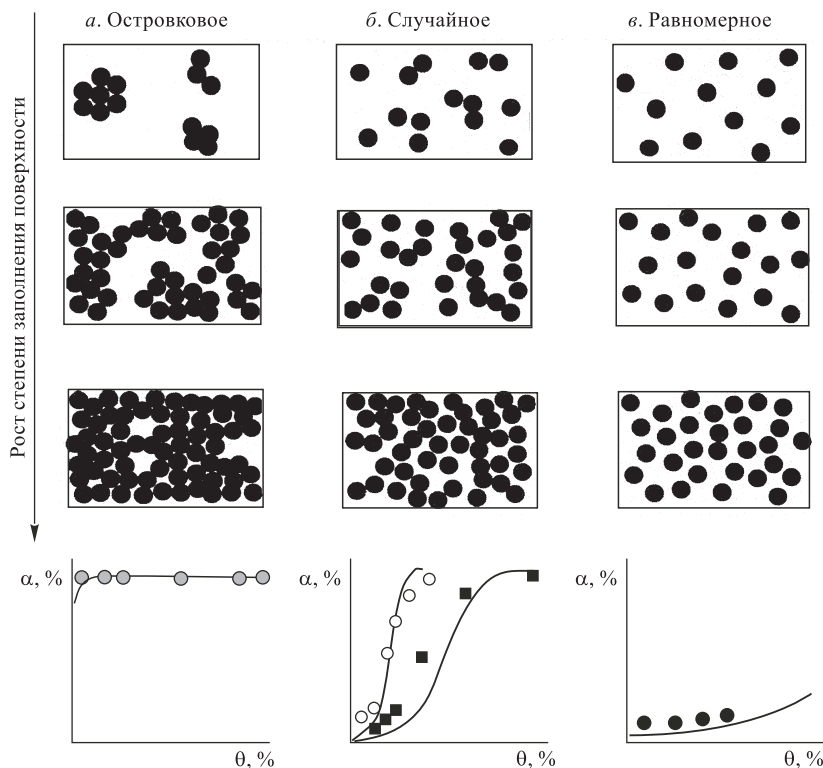 а. Островковое
б. Случайное
в. Равномерное
Рост степени заполнения поверхности
α, %
θ, %
α, %
θ, %
α, %
θ, %